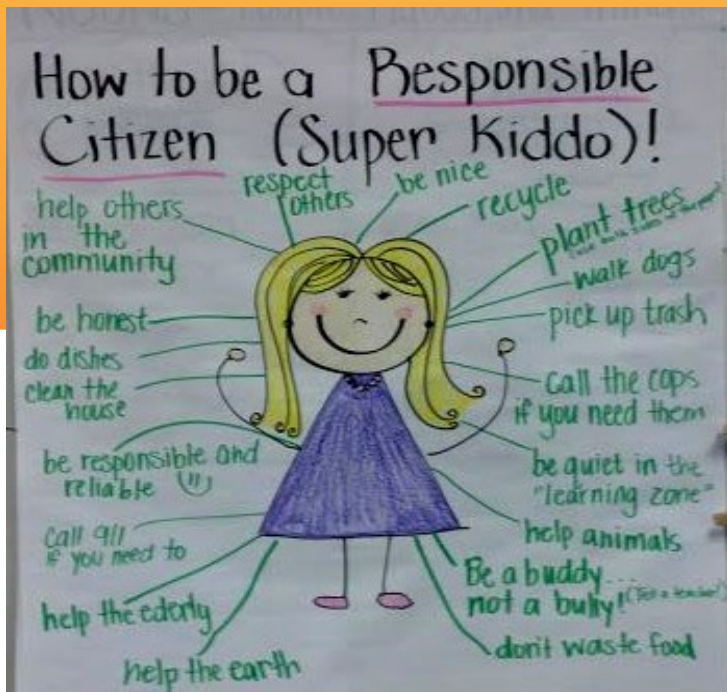 How to be a Responsible
Citizen (Super Kiddo)!
respect
others
be nice
recycle
help others
in the
community
plant trees
walk dogs
be honest
pick up trash
do dishes
clean the
house
call the cops
if you need them
be responsible and
reliable
be quiet in the
"learning zone"
call 911
if you need to
help animals
Be a buddy...
not a bully! (Tell a teacher!)
help the ederly
don't waste food
help the earth